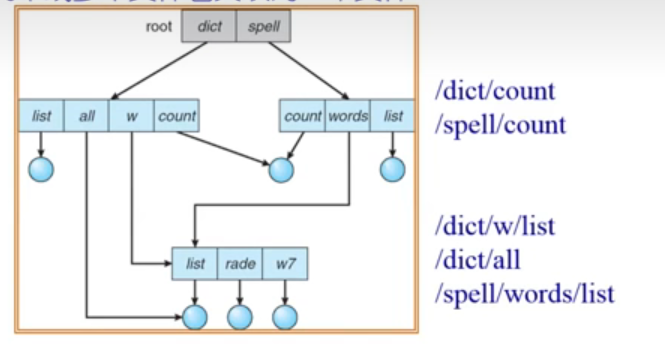 root dict spell
list all w count count words list
/dict/count
/spell/count
list rade w7
/dict/w/list
/dict/all
/spell/words/list